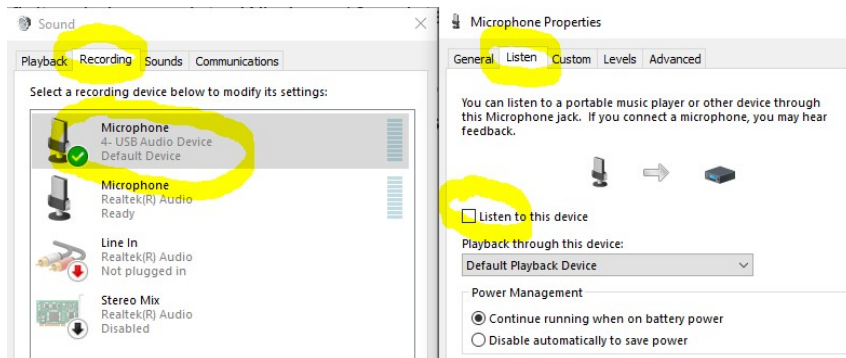 Sound
Playback Recording Sounds Communications
Select a recording device below to modify its settings:
Microphone
4- USB Audio Device
Default Device
Microphone
Realtek(R) Audio
Ready
Line In
Realtek(R) Audio
Not plugged in
Stereo Mix
Realtek(R) Audio
Disabled
Microphone Properties
General Listen Custom Levels Advanced
You can listen to a portable music player or other device through
this Microphone jack. If you connect a microphone, you may hear
feedback.
Listen to this device
Playback through this device:
Default Playback Device
Power Management
Continue running when on battery power
Disable automatically to save power